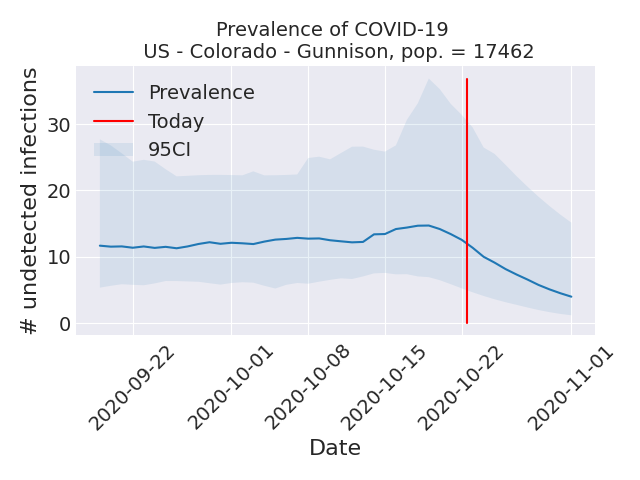 Prevalence of COVID-19
US - Colorado - Gunnison, pop. = 17462
# undetected infections
30
20
10
0
Prevalence
Today
95CI
2020-09-22
2020-10-01
2020-10-08
2020-10-15
2020-10-22
2020-11-01
Date